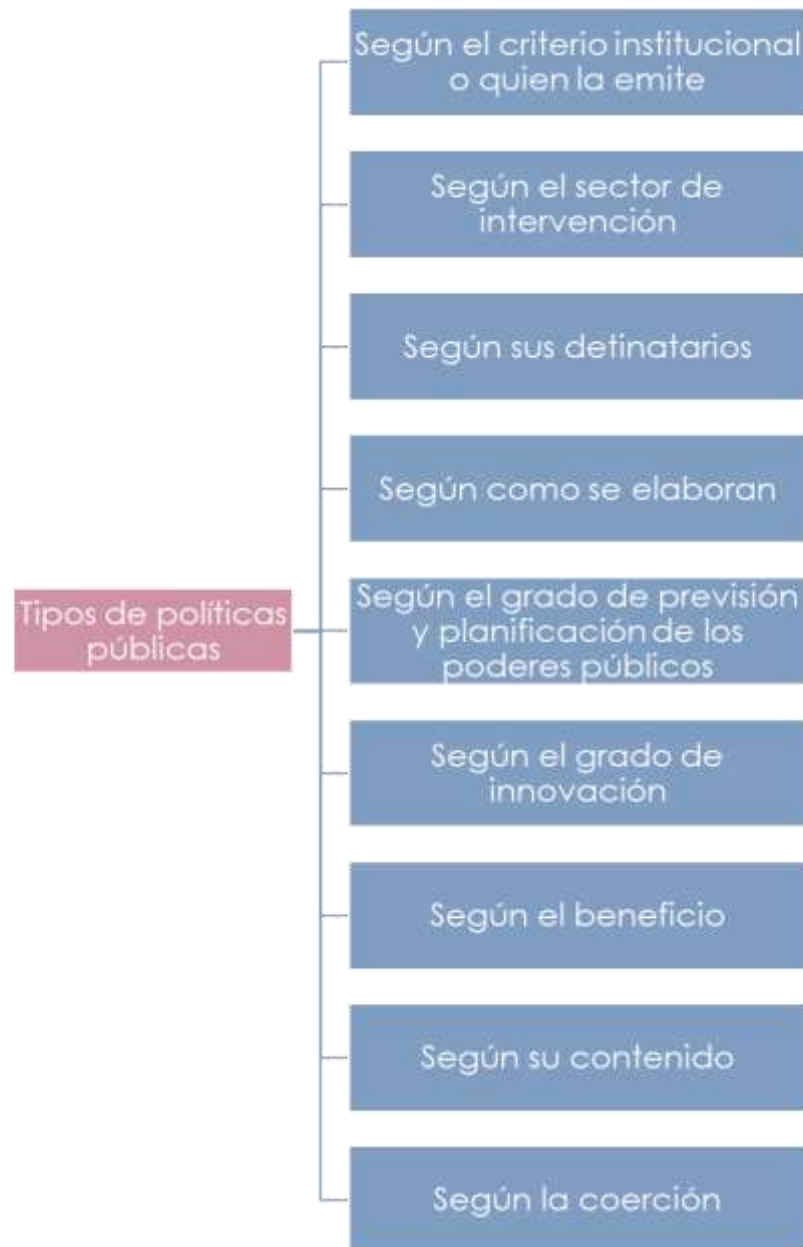 Según el criterio institucional
o quien la emite
Según el sector de
intervención
Según sus detinatarios
Según como se elaboran
Tipos de políticas
públicas
Según el grado de previsión
y planificación de los
poderes públicos
Según el grado de
innovación
Según el beneficio
Según su contenido
Según la coerción